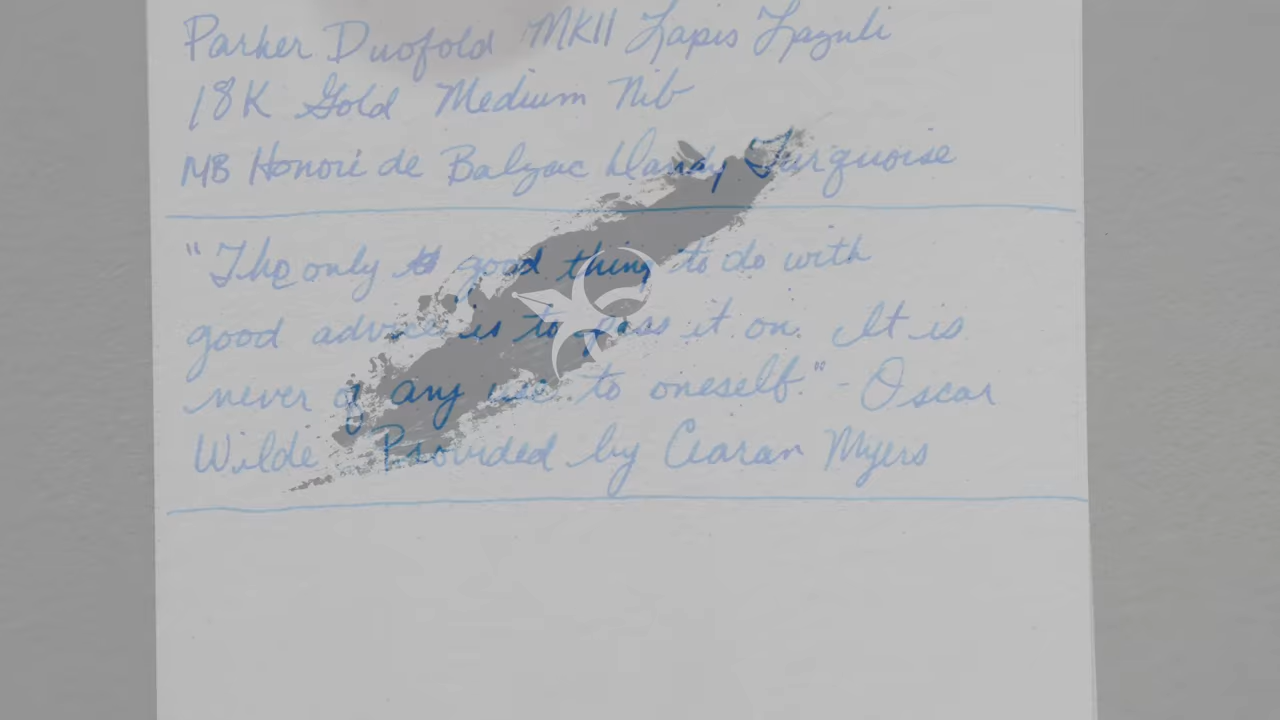 Parker Duofold MKII Lapis Lazuli
18K Gold Medium Nib
MB Honoré de Balzac Dandy Turquoise
"The only good thing to do with
good advice is to pass it on. It is
never of any use to oneself." - Oscar
Wilde Provided by Ciaran Myers